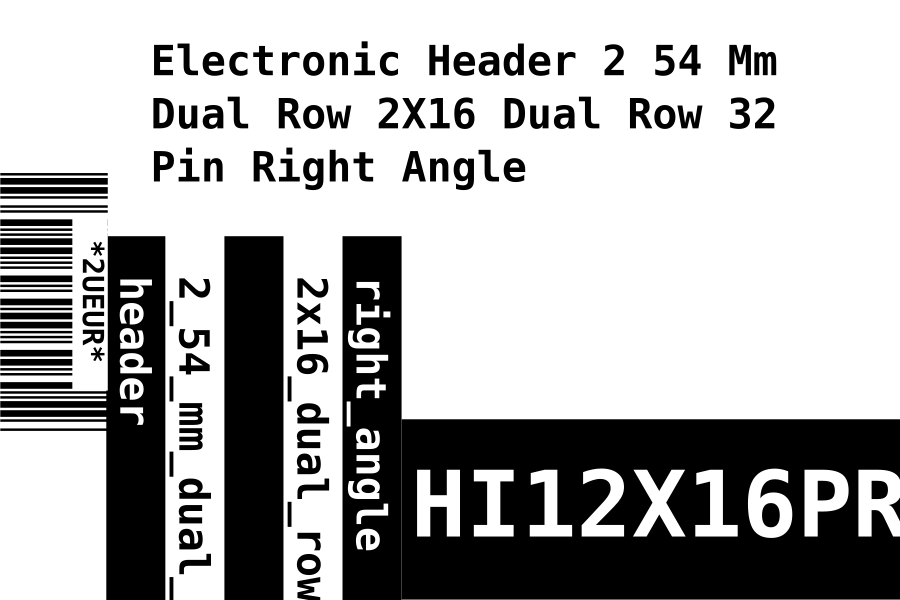 Electronic Header 2 54 Mm
Dual Row 2X16 Dual Row 32
Pin Right Angle
*2UEUR*
header
2_54_mm_dual_
2x16_dual_row
right_angle
HI12X16PR